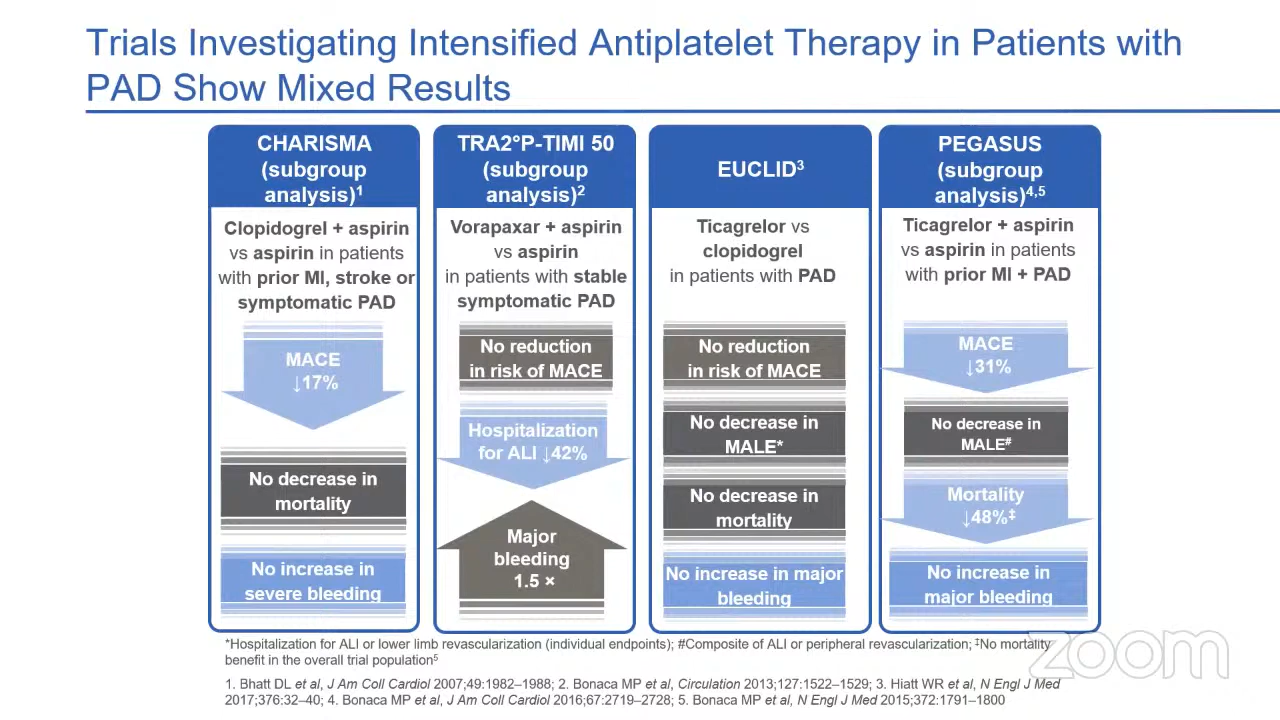 Trials Investigating Intensified Antiplatelet Therapy in Patients with
PAD Show Mixed Results
CHARISMA
(subgroup
analysis)1
Clopidogrel + aspirin
vs aspirin in patients
with prior MI, stroke or
symptomatic PAD
MACE
↓17%
No decrease in
mortality
No increase in
severe bleeding
TRA2°P-TIMI 50
(subgroup
analysis)2
Vorapaxar + aspirin
vs aspirin
in patients with stable
symptomatic PAD
No reduction
in risk of MACE
Hospitalization
for ALI ↓42%
Major
bleeding
1.5 ×
EUCLID3
Ticagrelor vs
clopidogrel
in patients with PAD
No reduction
in risk of MACE
No decrease in
MALE*
No decrease in
mortality
No increase in major
bleeding
PEGASUS
(subgroup
analysis)4,5
Ticagrelor + aspirin
vs aspirin in patients
with prior MI + PAD
MACE
↓31%
No decrease in
MALE#
Mortality
↓48%‡
No increase in
major bleeding
*Hospitalization for ALI or lower limb revascularization (individual endpoints); #Composite of ALI or peripheral revascularization; ‡No mortality
benefit in the overall trial population5
1. Bhatt DL et al, J Am Coll Cardiol 2007;49:1982–1988; 2. Bonaca MP et al, Circulation 2013;127:1522–1529; 3. Hiatt WR et al, N Engl J Med
2017;376:32–40; 4. Bonaca MP et al, J Am Coll Cardiol 2016;67:2719–2728; 5. Bonaca MP et al, N Engl J Med 2015;372:1791–1800
zoom